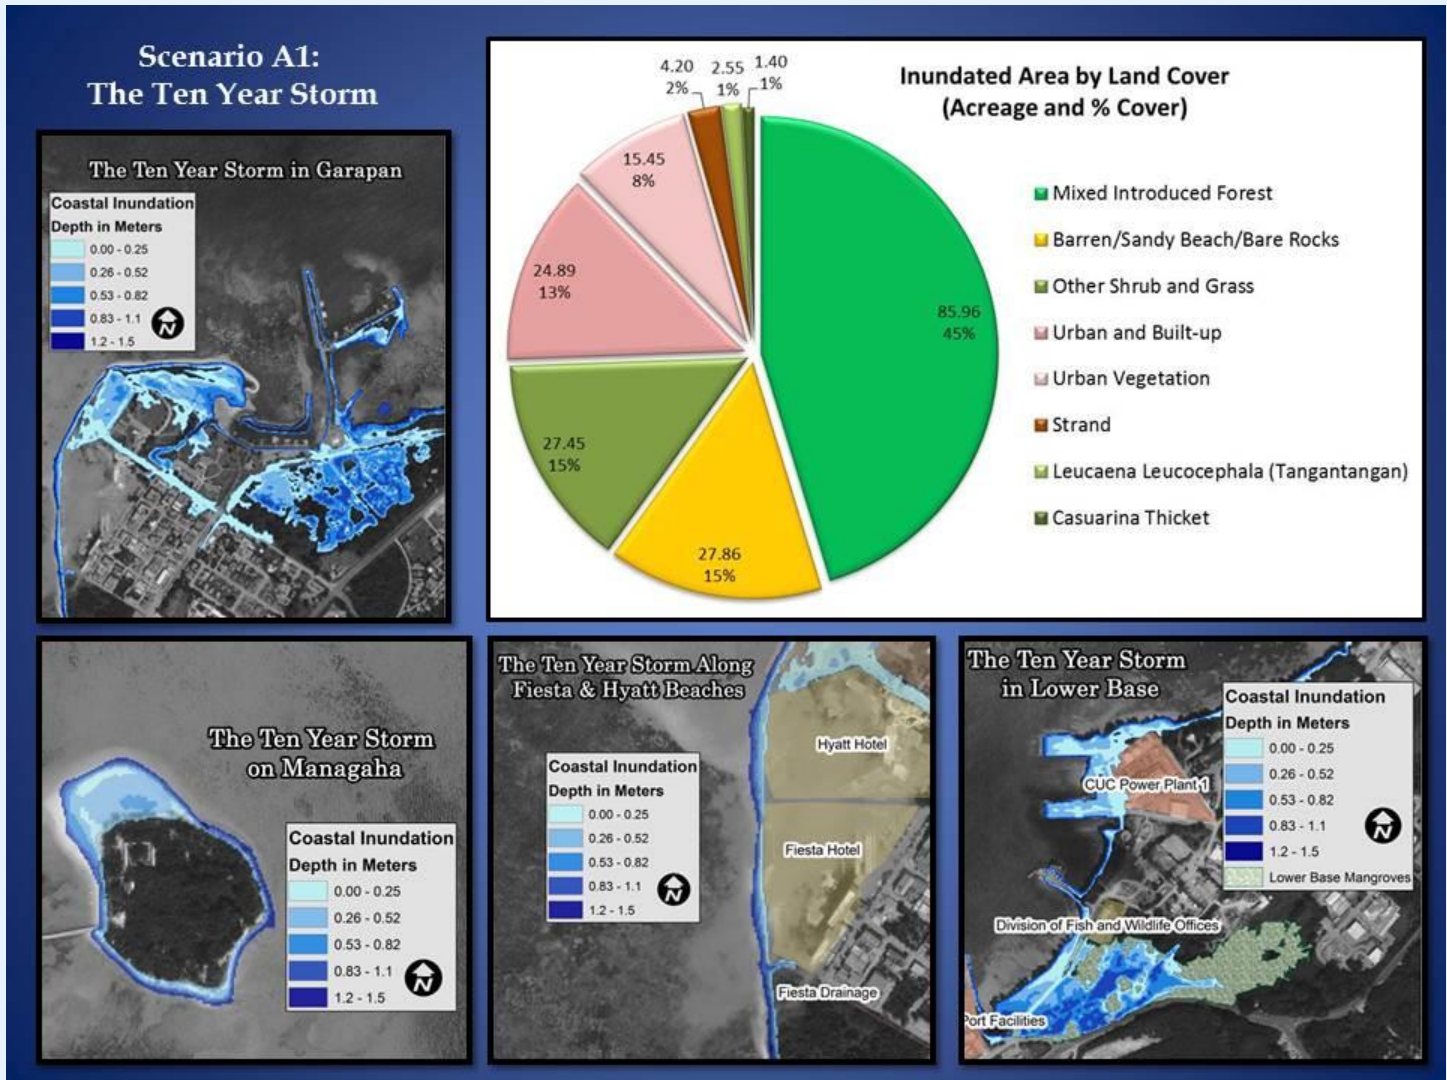 Scenario A1:
The Ten Year Storm
The Ten Year Storm in Garapan
Coastal Inundation
Depth in Meters
0.00 - 0.25
0.26 - 0.52
0.53 - 0.82
0.83 - 1.1
1.2 - 1.5
N
Inundated Area by Land Cover
(Acreage and % Cover)
4.20
2%
2.55
1%
1.40
1%
15.45
8%
24.89
13%
27.45
15%
27.86
15%
85.96
45%
Mixed Introduced Forest
Barren/Sandy Beach/Bare Rocks
Other Shrub and Grass
Urban and Built-up
Urban Vegetation
Strand
Leucaena Leucocephala (Tangantangan)
Casuarina Thicket
The Ten Year Storm
on Managaha
Coastal Inundation
Depth in Meters
0.00 - 0.25
0.26 - 0.52
0.53 - 0.82
0.83 - 1.1
1.2 - 1.5
N
The Ten Year Storm Along
Fiesta & Hyatt Beaches
Coastal Inundation
Depth in Meters
0.00 - 0.25
0.26 - 0.52
0.53 - 0.82
0.83 - 1.1
1.2 - 1.5
N
Hyatt Hotel
Fiesta Hotel
Fiesta Drainage
The Ten Year Storm
in Lower Base
Coastal Inundation
Depth in Meters
0.00 - 0.25
0.26 - 0.52
0.53 - 0.82
0.83 - 1.1
1.2 - 1.5
Lower Base Mangroves
N
CUC Power Plant 1
Division of Fish and Wildlife Offices
Port Facilities